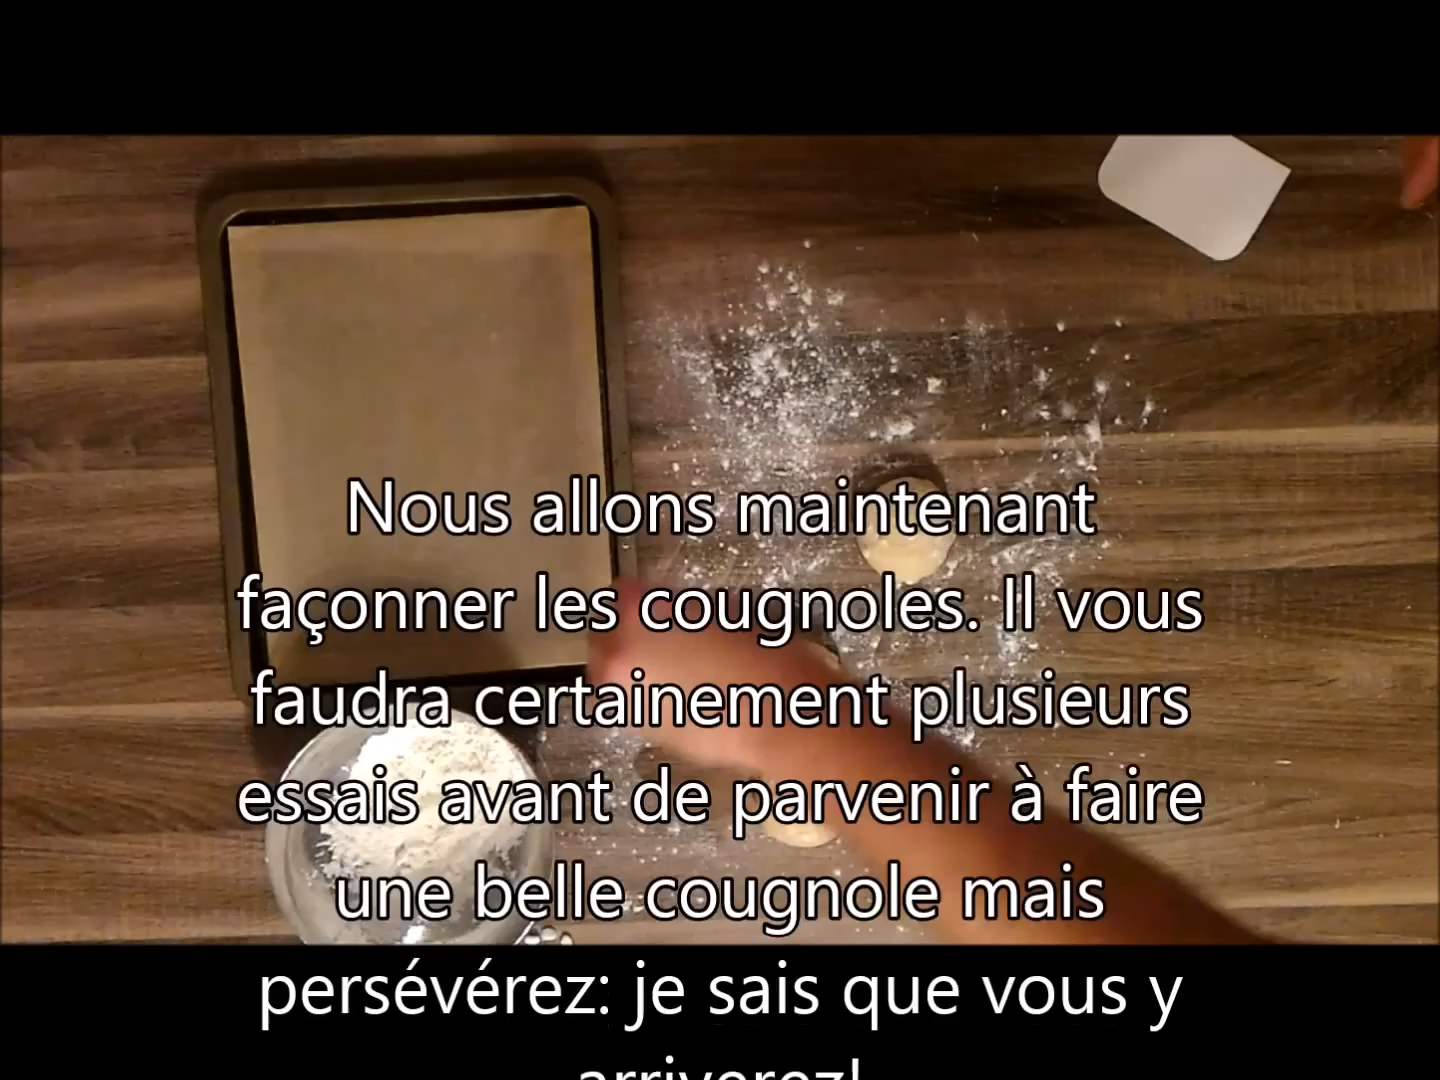 Nous allons maintenant
façonner les cougnoles. Il vous
faudra certainement plusieurs
essais avant de parvenir à faire
une belle cougnole mais
persévérez: je sais que vous y
arriverez!